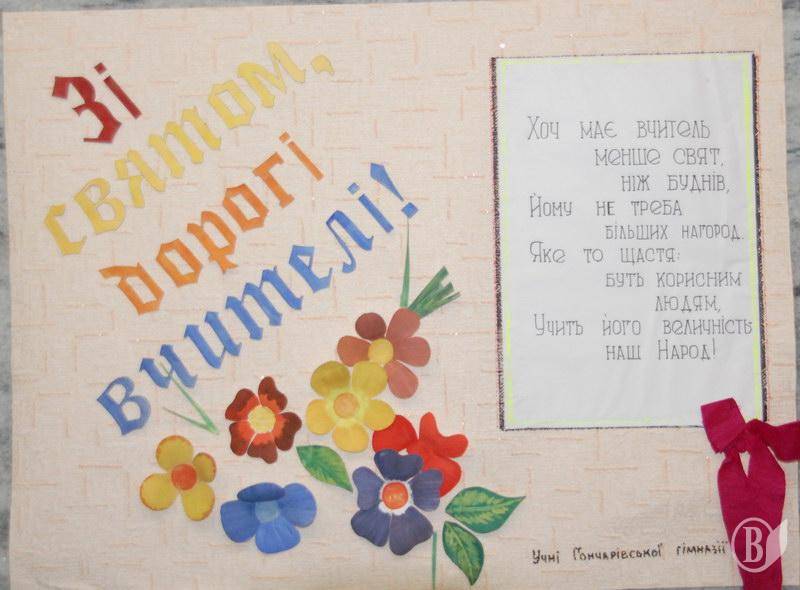 Зі
святом,
дорогі
вчителі!
Хоч має вчитель
менше свят,
ніж буднів,
Йому не треба
більших нагород.
Яке то щастя:
буть корисним
людям,
Учить його величність
наш Народ!
Учні Гончарівської гімназії
В